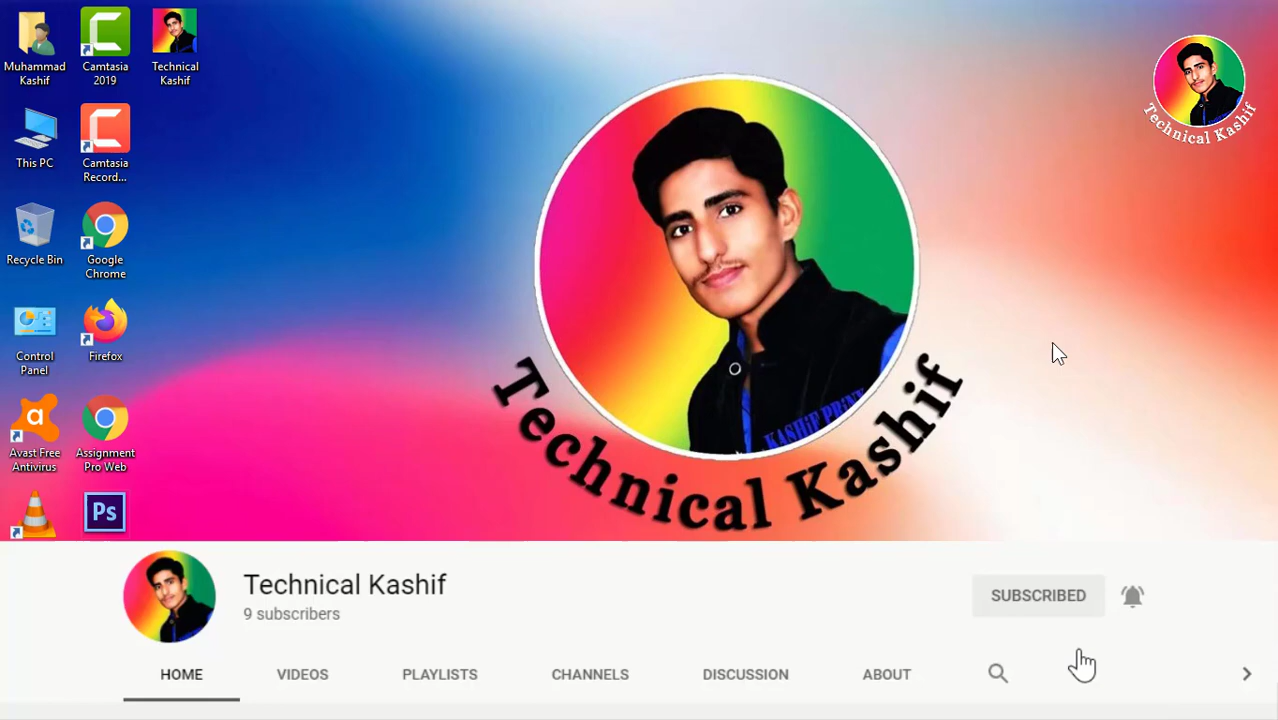 Muhammad
Kashif
Camtasia
2019
Technical
Kashif
This PC
Camtasia
Record...
Recycle Bin
Google
Chrome
Control
Panel
Firefox
a
Avast Free
Antivirus
Assignment
Pro Web
Ps
KASHiF PRiNX
Technical Kashif
Technical Kashif
Technical Kashif
9 subscribers
SUBSCRIBED
HOME VIDEOS PLAYLISTS CHANNELS DISCUSSION ABOUT